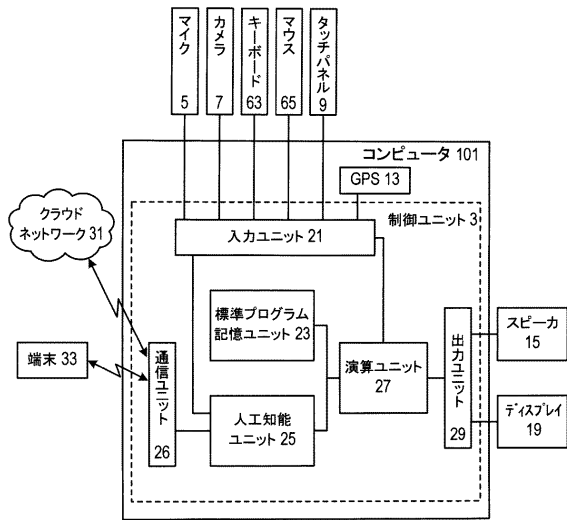 マイク
5
カメラ
7
キーボード
63
マウス
65
タッチパネル
9
コンピュータ 101
GPS 13
制御ユニット 3
クラウド
ネットワーク 31
入力ユニット 21
標準プログラム
記憶ユニット 23
端末 33
通信ユニット
26
人工知能
ユニット 25
演算ユニット
27
出力ユニット
29
スピーカ
15
ディスプレイ
19